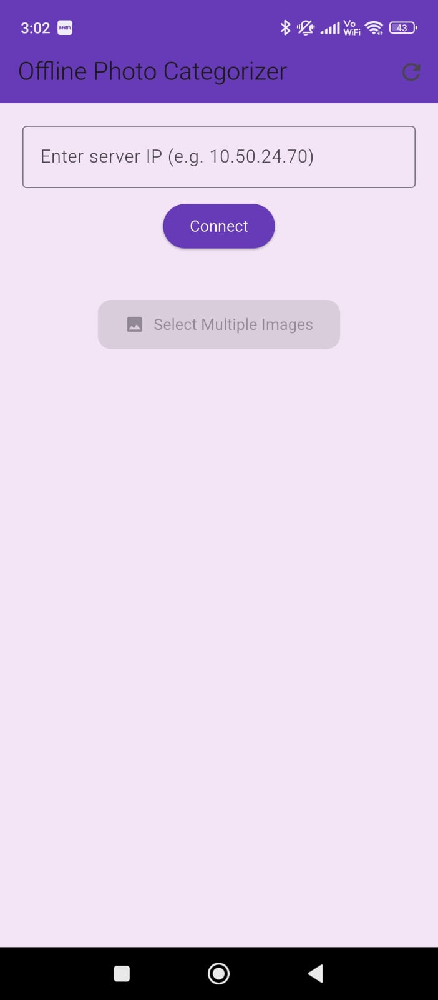 3:02 paytm Vo WiFi 43
Offline Photo Categorizer
Enter server IP (e.g. 10.50.24.70)
Connect
Select Multiple Images